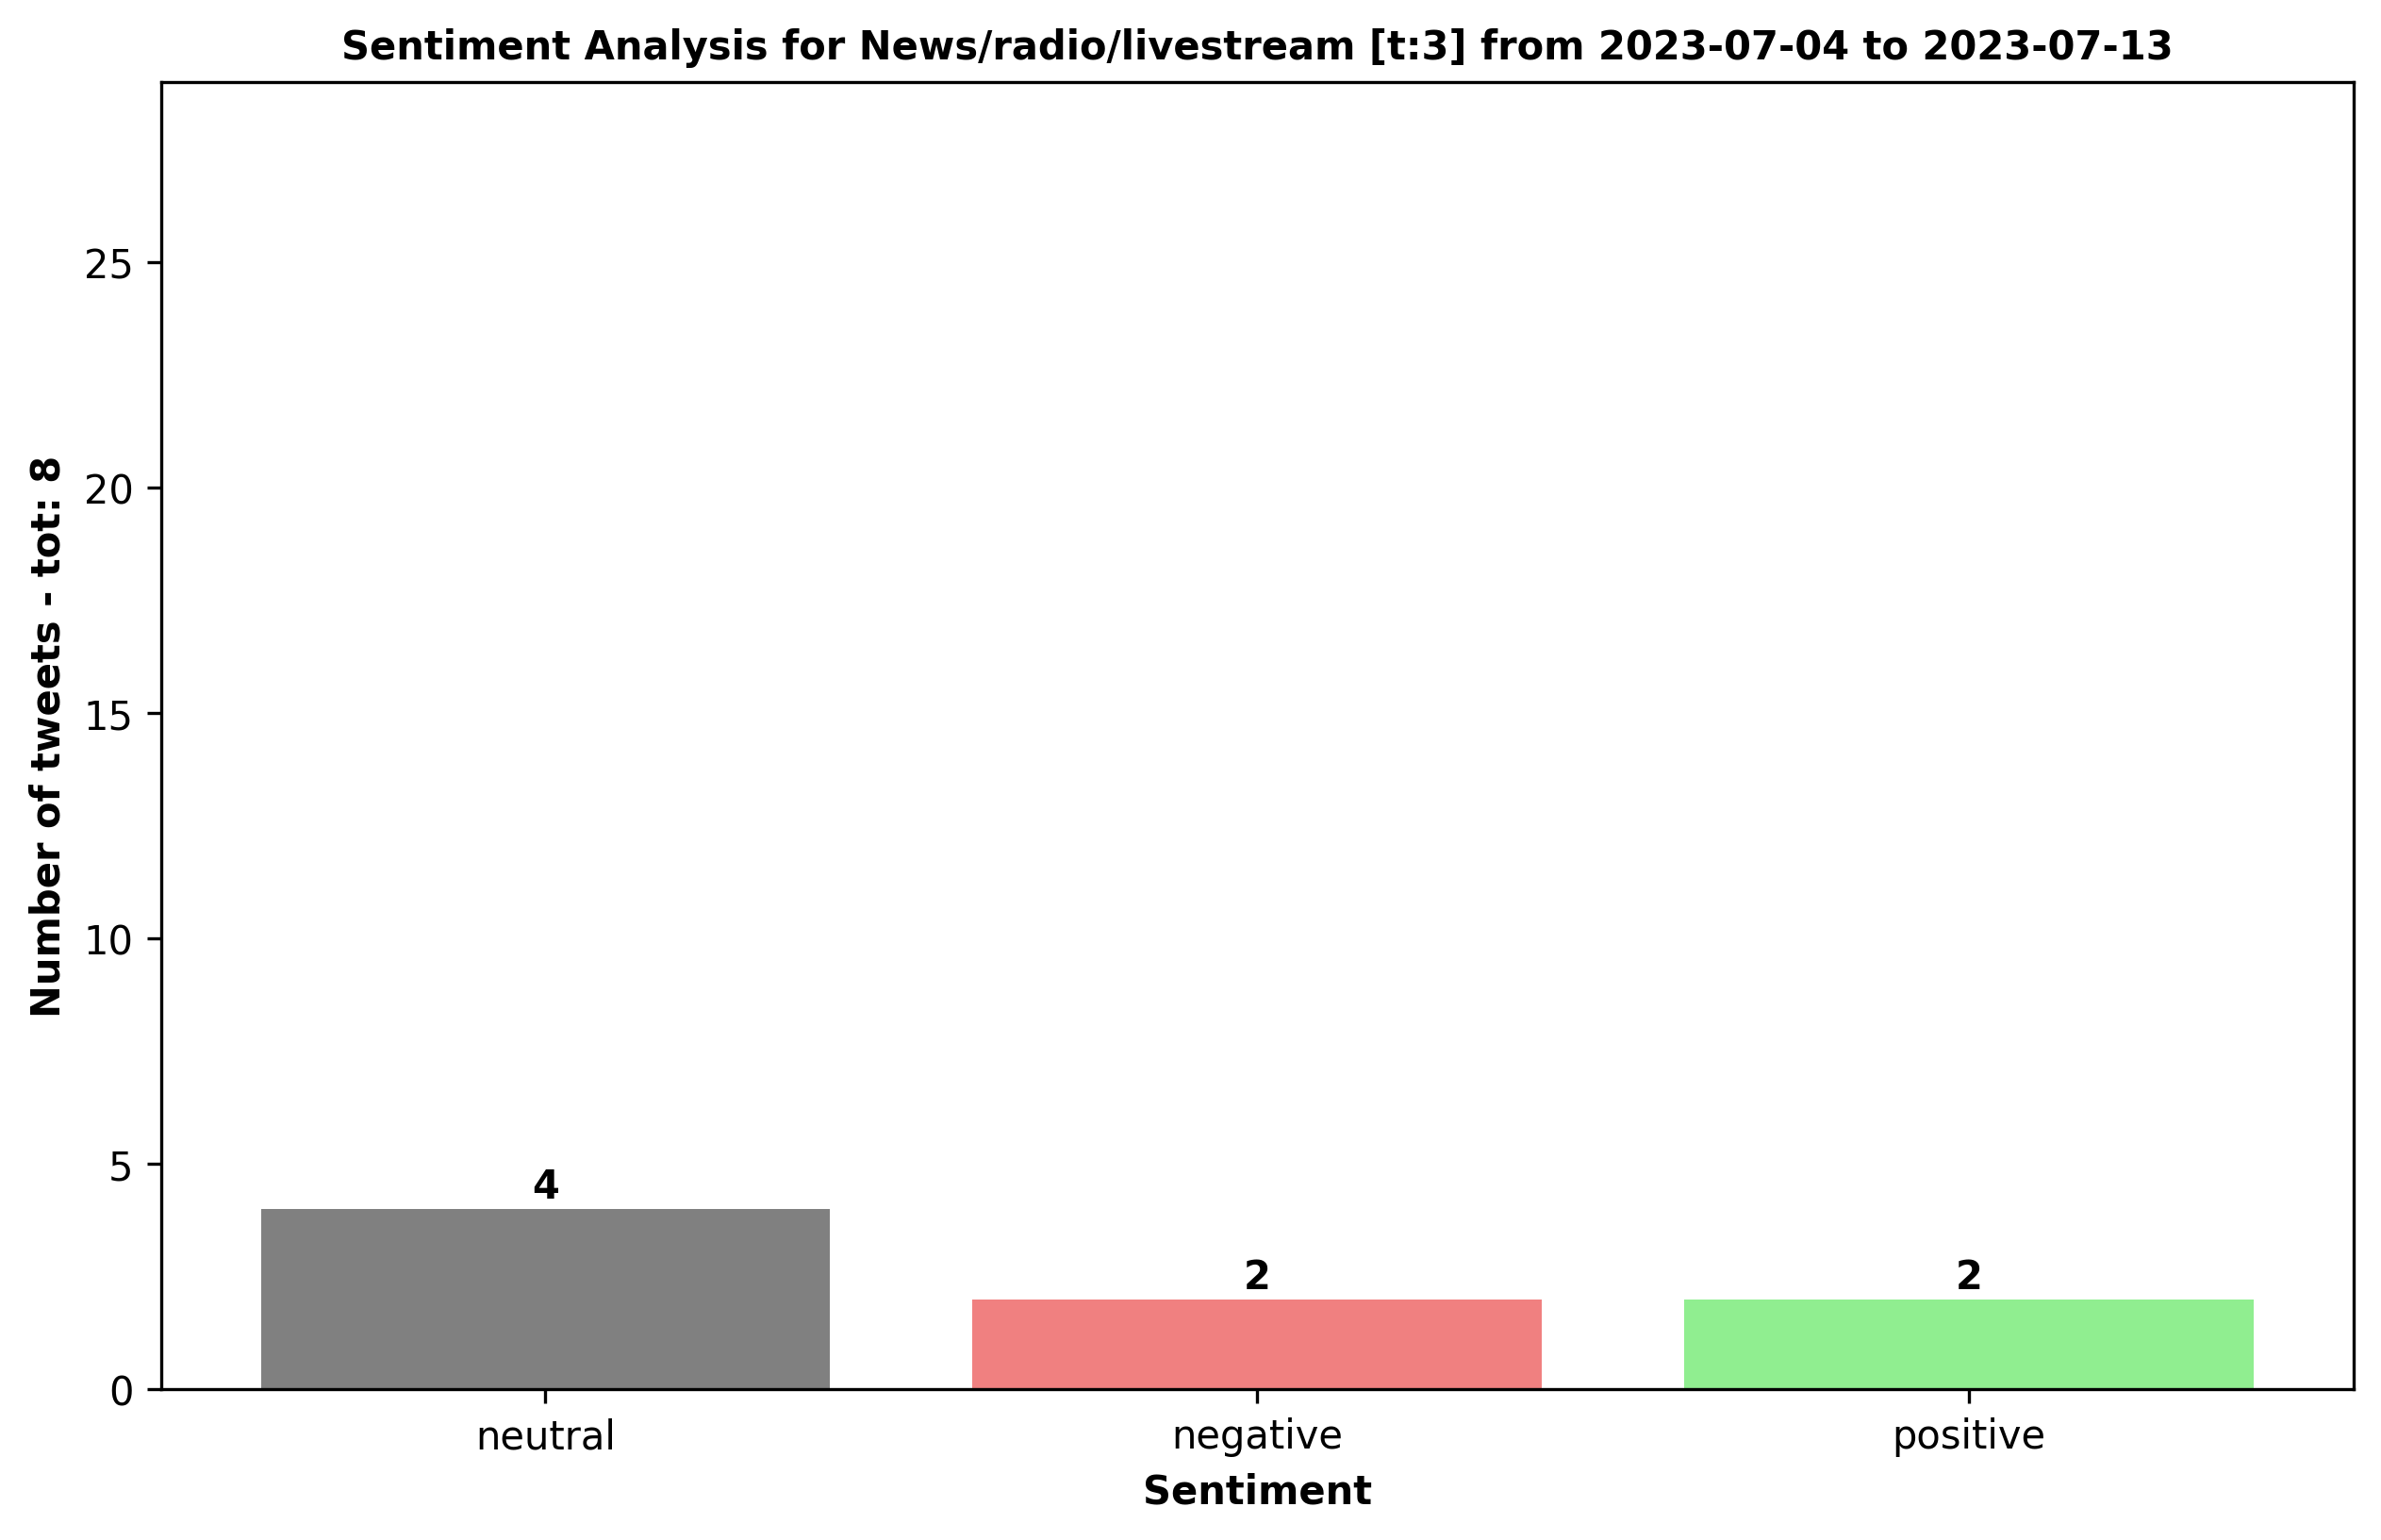 Sentiment Analysis for News/radio/livestream [t:3] from 2023-07-04 to 2023-07-13
Number of tweets - tot: 8
25
20
15
10
5
0
4
2
2
neutral
negative
positive
Sentiment